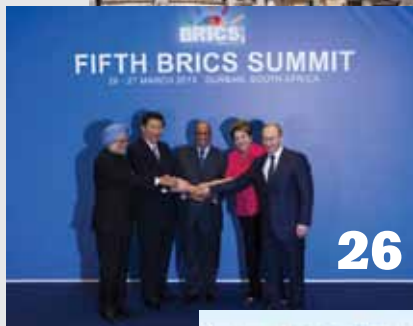 BRICS
FIFTH BRICS SUMMIT
26 - 27 MARCH 2013 DURBAN, SOUTH AFRICA
26